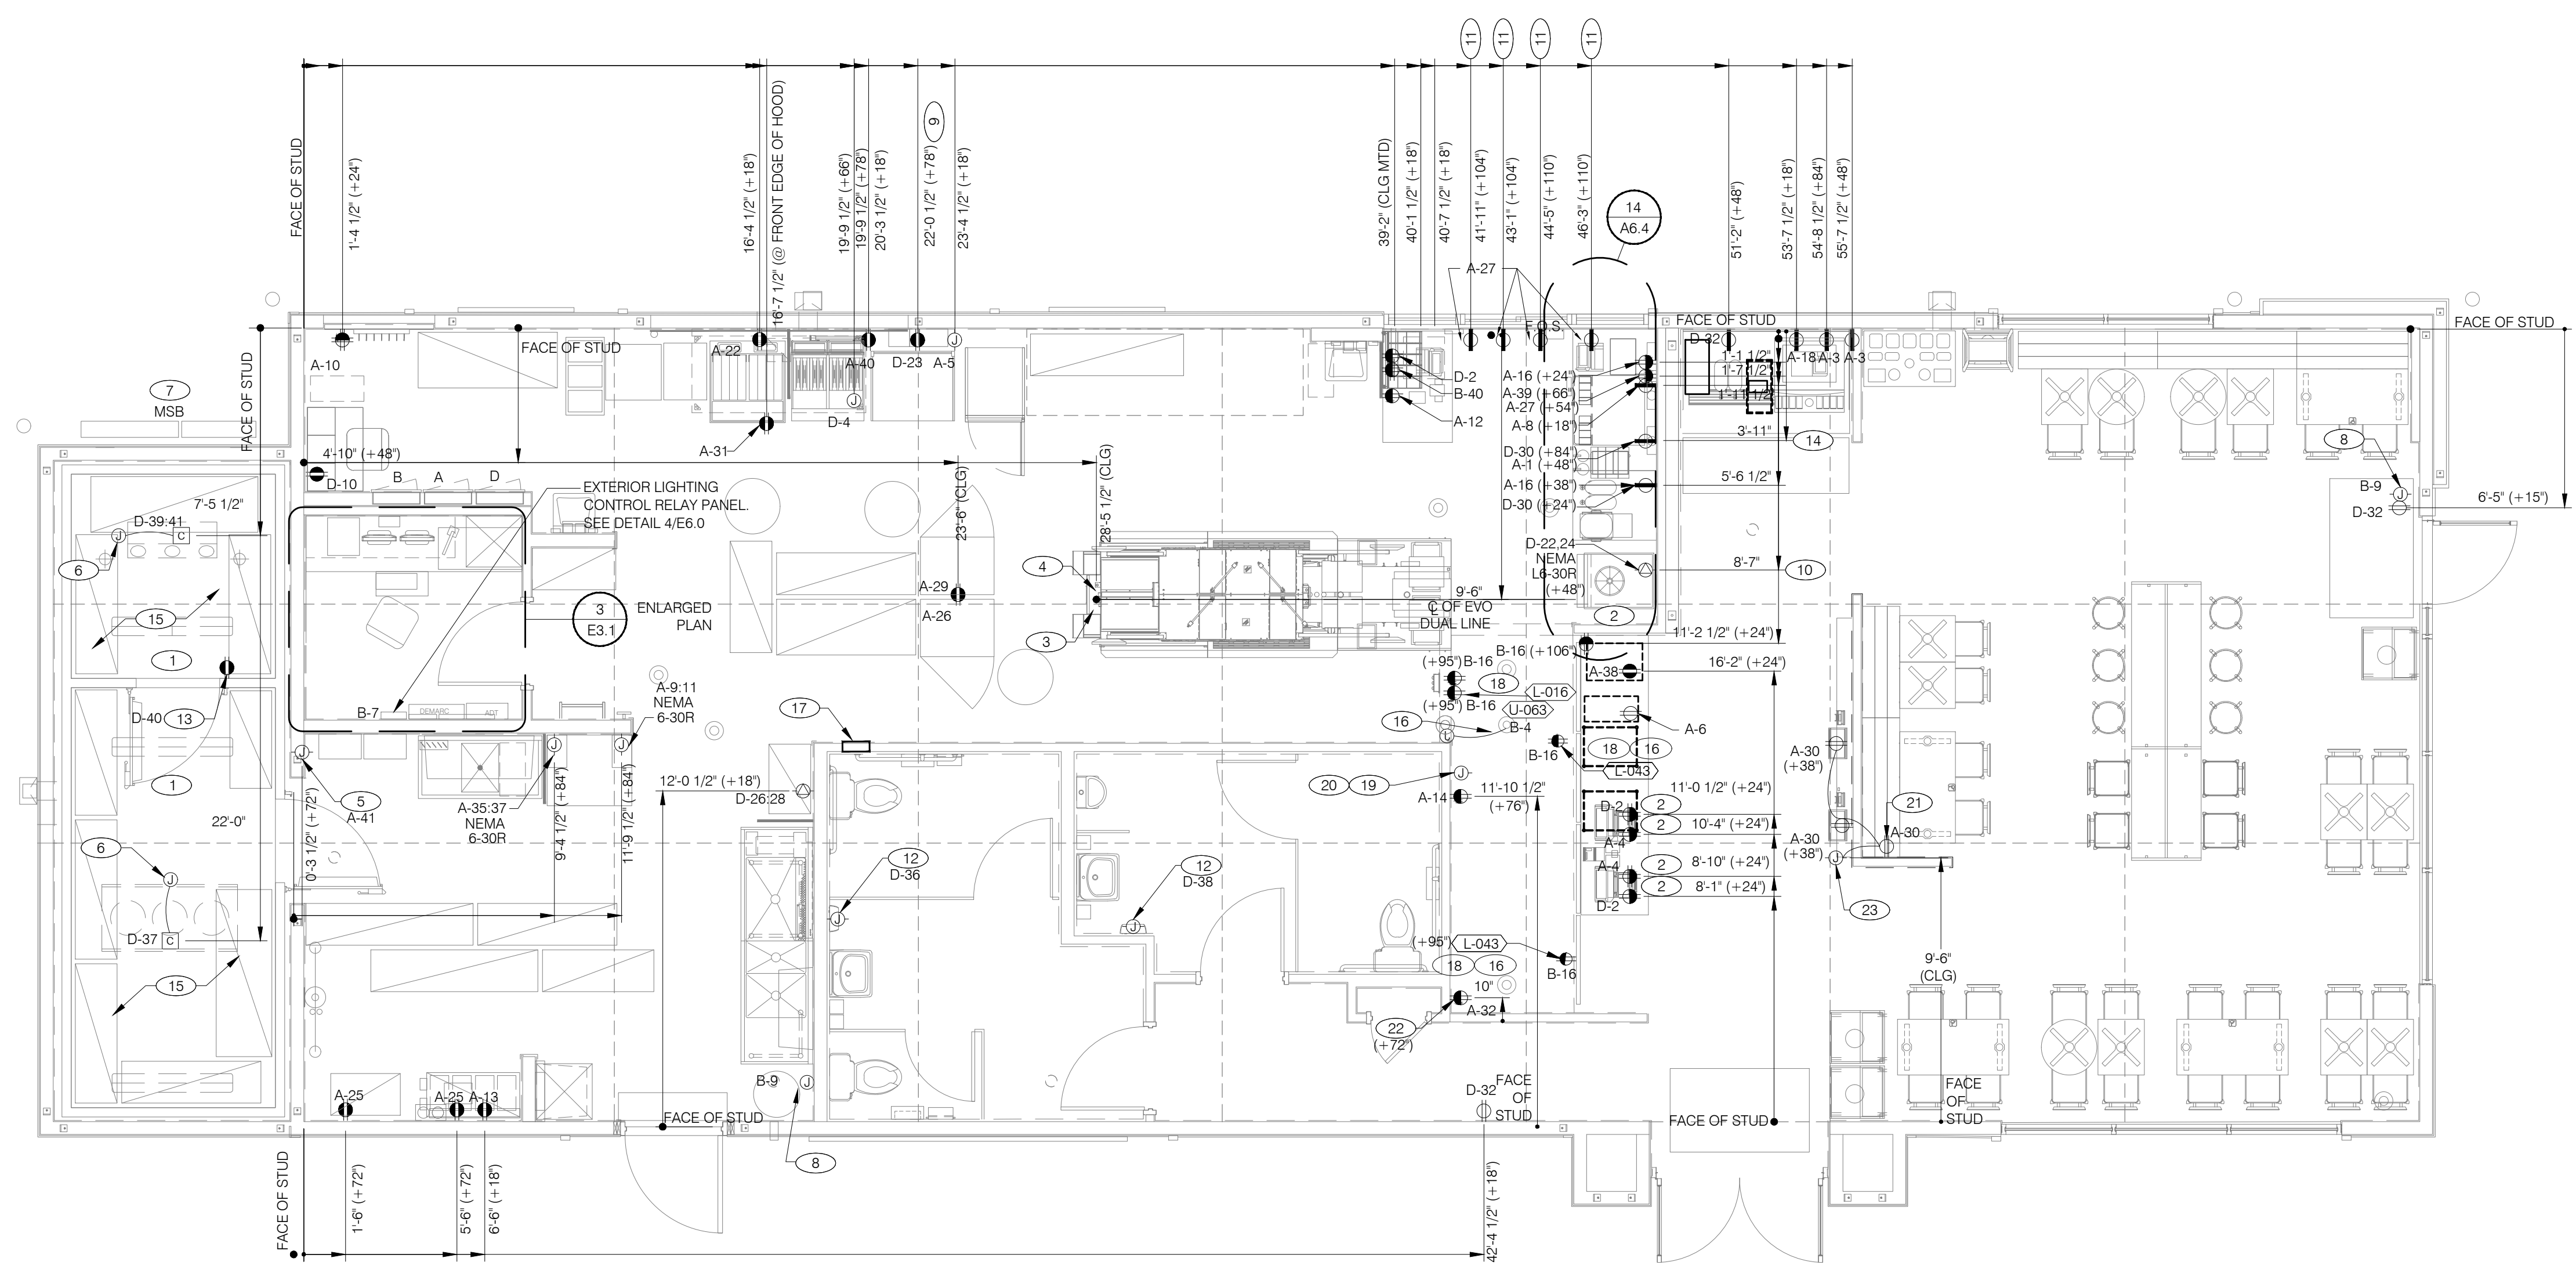 11
11
11
11
FACE OF STUD
1'-4 1/2" (+24")
16'-4 1/2" (+18")
16'-7 1/2" (@ FRONT EDGE OF HOOD)
19'-9 1/2" (+66")
19'-9 1/2" (+78")
20'-3 1/2" (+18")
22'-0 1/2" (+78")
9
23'-4 1/2" (+18")
39'-2" (CLG MTD)
40'-1 1/2" (+18")
40'-7 1/2" (+18")
41'-11" (+104")
43'-1" (+104")
44'-5" (+110")
46'-3" (+110")
14
A6.4
51'-2" (+48")
53'-7 1/2" (+18")
54'-8 1/2" (+84")
55'-7 1/2" (+48")
A-27
F.O.S.
FACE OF STUD
FACE OF STUD
FACE OF STUD
FACE OF STUD
A-10
A-22
A-40
D-23
A-5
D-4
A-31
D-2
B-40
A-12
D-32
A-18
A-3
A-3
7
MSB
4'-10" (+48")
D-10
B
A
D
A-16 (+24")
A-39 (+66")
A-27 (+54")
A-8 (+18")
D-30 (+84")
A-1 (+48")
A-16 (+38")
D-30 (+24")
D-22,24
NEMA
L6-30R
(+48")
1'-1 1/2"
1'-7 1/2"
1'-11 1/2"
3'-11"
14
5'-6 1/2"
8'-7"
10
8
B-9
D-32
6'-5" (+15")
EXTERIOR LIGHTING
CONTROL RELAY PANEL.
SEE DETAIL 4/E6.0
7'-5 1/2"
D-39:41
J
C
6
15
1
3
E3.1
ENLARGED
PLAN
23'-6" (CLG)
28'-5 1/2" (CLG)
A-29
A-26
4
3
9'-6"
℄ OF EVO
DUAL LINE
2
11'-2 1/2" (+24")
B-16 (+106")
(+95") B-16
A-38
16'-2" (+24")
18
L-016
(+95") B-16
U-063
16
B-4
A-6
B-16
18
16
L-043
D-40
13
B-7
DEMARC
ADT
A-9:11
NEMA
6-30R
17
1
5
A-41
22'-0"
0'-3 1/2" (+72")
A-35:37
NEMA
6-30R
9'-4 1/2" (+84")
11'-9 1/2" (+84")
12'-0 1/2" (+18")
D-26:28
20
19
J
A-14
11'-10 1/2"
(+76")
11'-0 1/2" (+24")
D-2
2
2
10'-4" (+24")
A-4
A-4
2
8'-10" (+24")
2
8'-1" (+24")
D-2
A-30
(+38")
21
A-30
A-30
(+38")
J
23
6
J
D-37
C
15
12
D-36
J
12
D-38
J
(+95")
L-043
18
16
B-16
10"
A-32
22
(+72")
9'-6"
(CLG)
A-25
A-25
A-13
B-9
J
8
D-32
FACE
OF
STUD
FACE OF STUD
FACE OF STUD
FACE
OF
STUD
FACE OF STUD
1'-6" (+72")
5'-6" (+72")
6'-6" (+18")
42'-4 1/2" (+18")